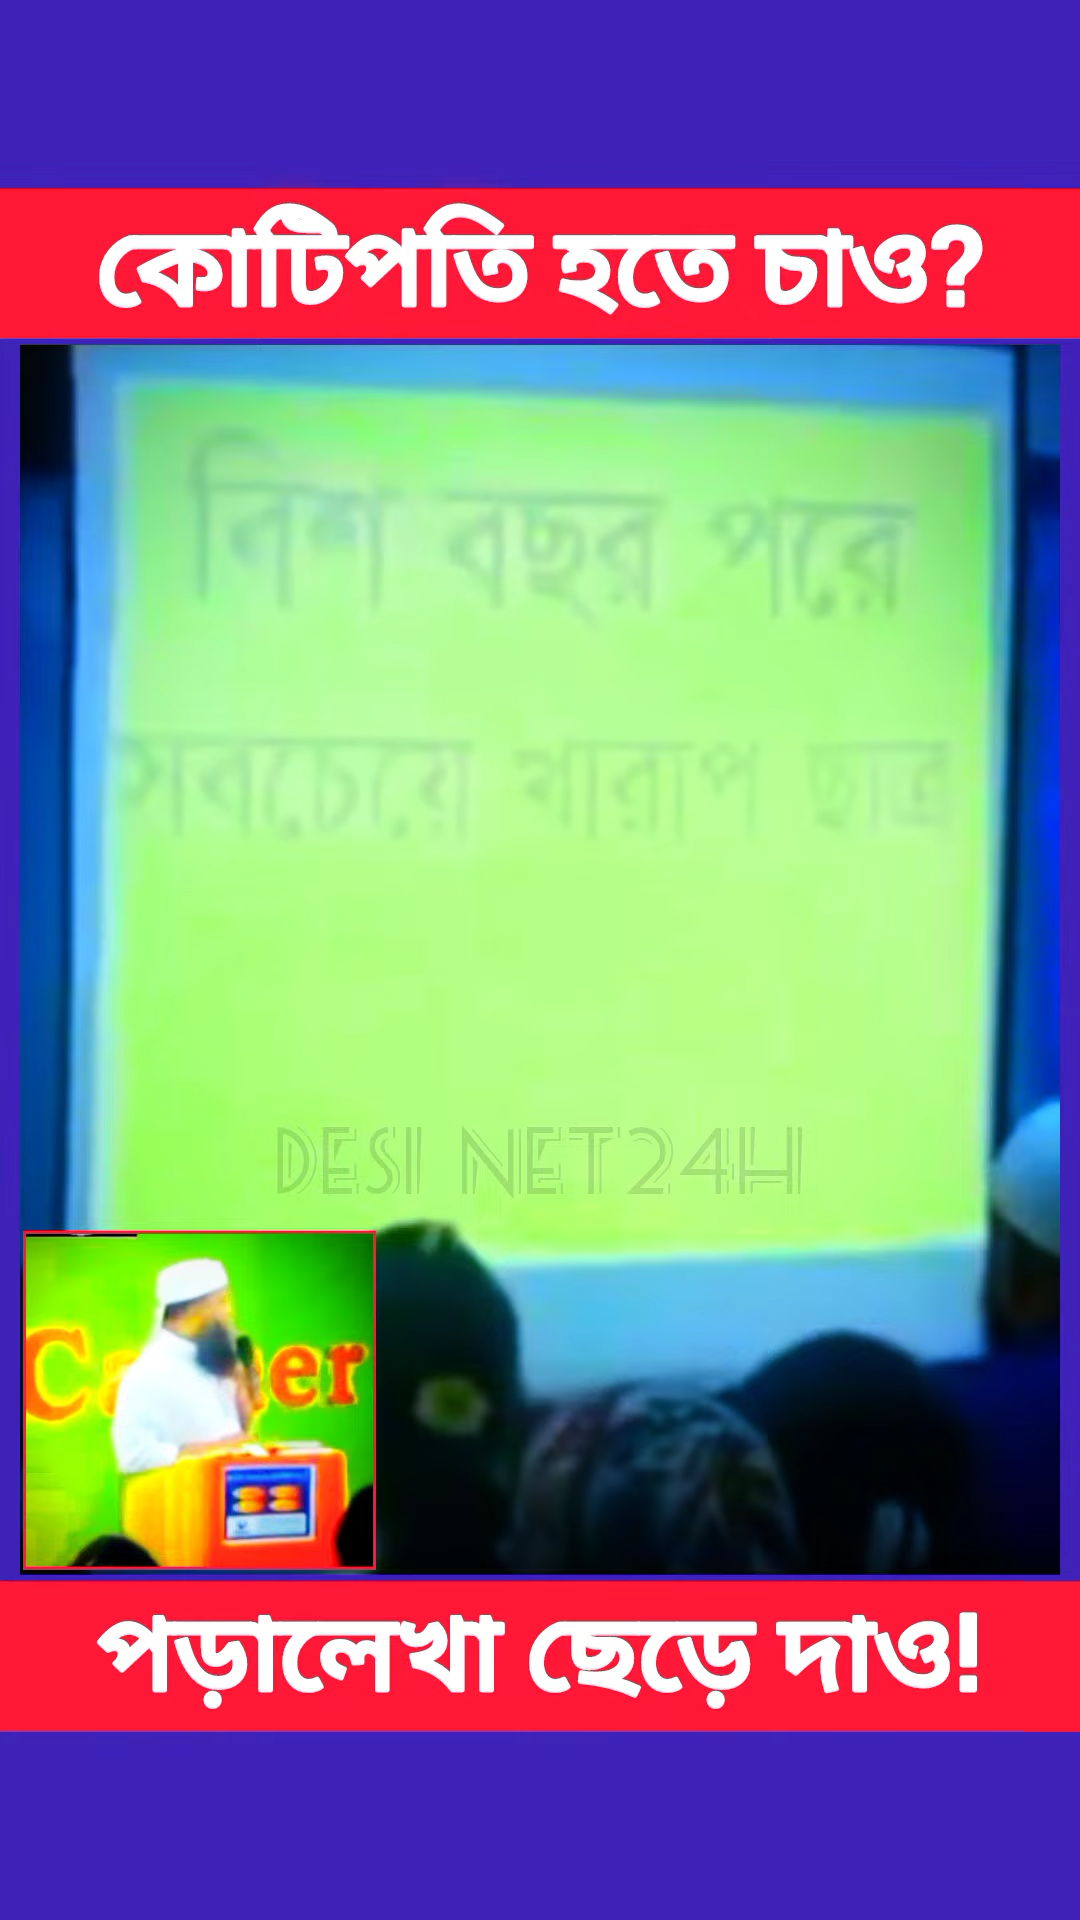 কোটিপতি হতে চাও?
বিশ বছর পরে
সবচেয়ে খারাপ ছাত্র
DESI NET24H
পড়ালেখা ছেড়ে দাও!